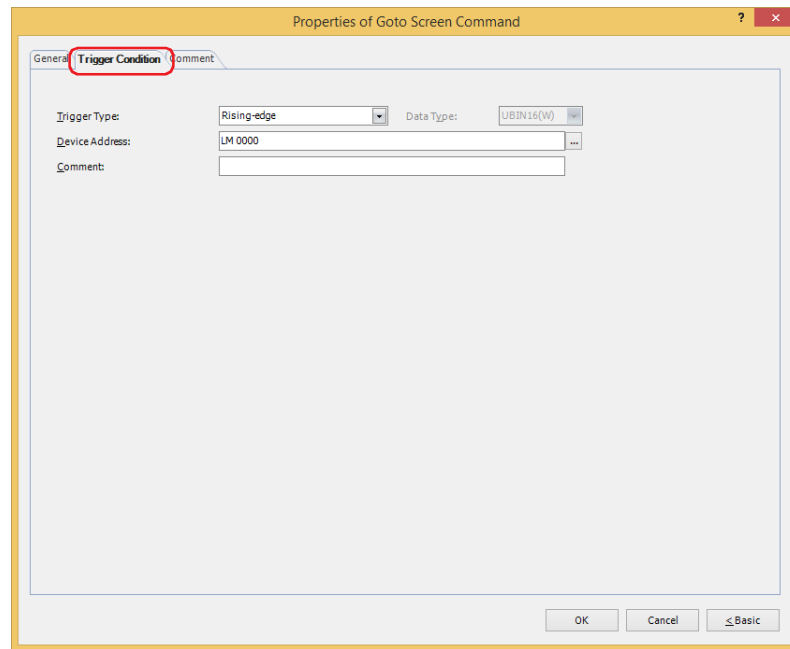 Properties of Goto Screen Command
? ×
General Trigger Condition Comment
Trigger Type: Rising-edge Data Type: UBIN16(W)
Device Address: LM 0000 ...
Comment:
OK Cancel < Basic